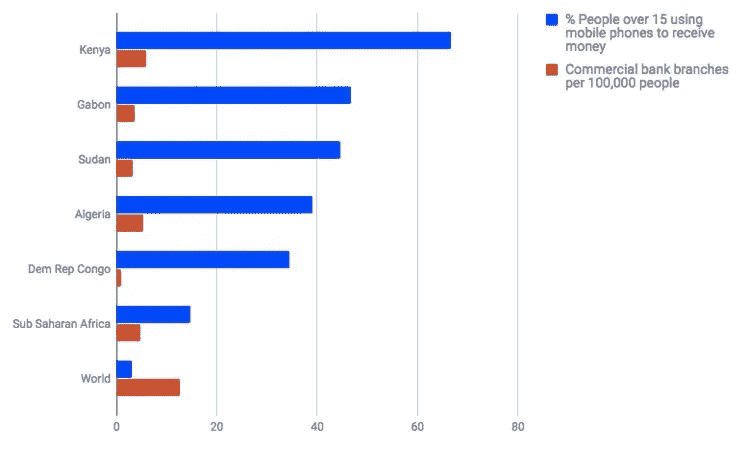 % People over 15 using
mobile phones to receive
money
Commercial bank branches
per 100,000 people
Kenya
Gabon
Sudan
Algeria
Dem Rep Congo
Sub Saharan Africa
World
0 20 40 60 80